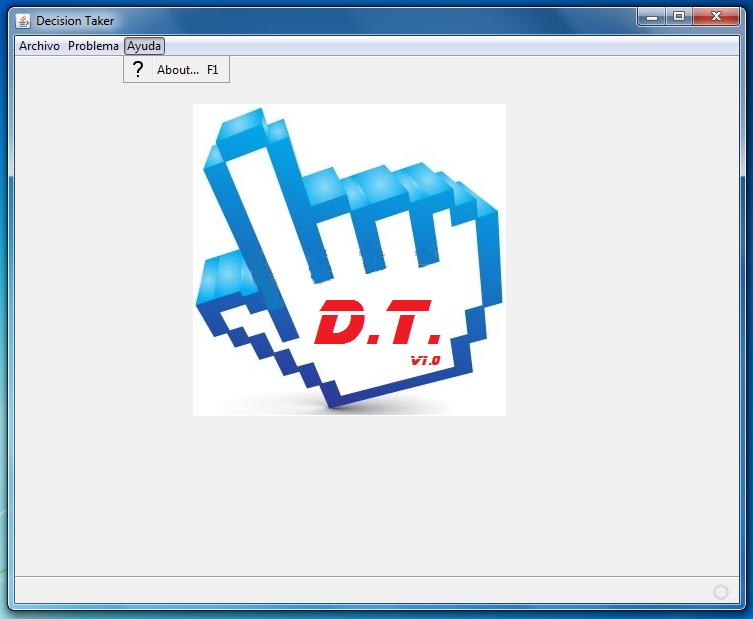 Decision Taker
Archivo Problema Ayuda
? About... F1
D.T.
V1.0